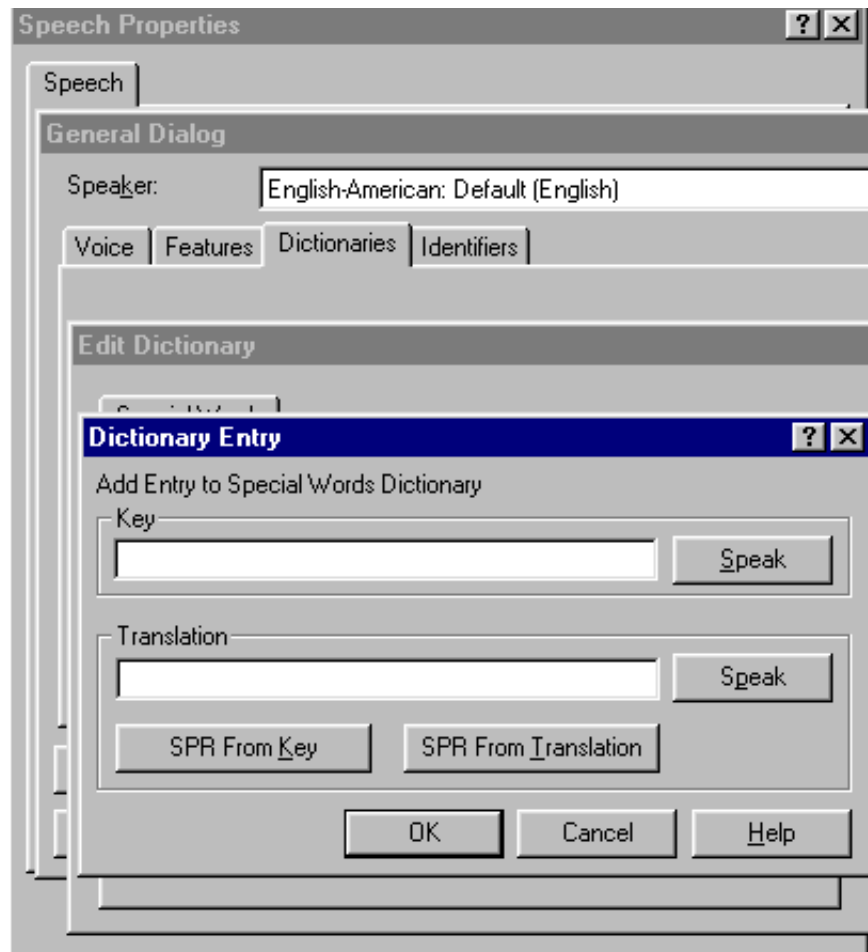 Speech Properties
Speech
General Dialog
Speaker:
English-American: Default (English)
Voice Features Dictionaries Identifiers
Edit Dictionary
Dictionary Entry
Add Entry to Special Words Dictionary
Key
Speak
Translation
Speak
SPR From Key SPR From Translation
OK Cancel Help